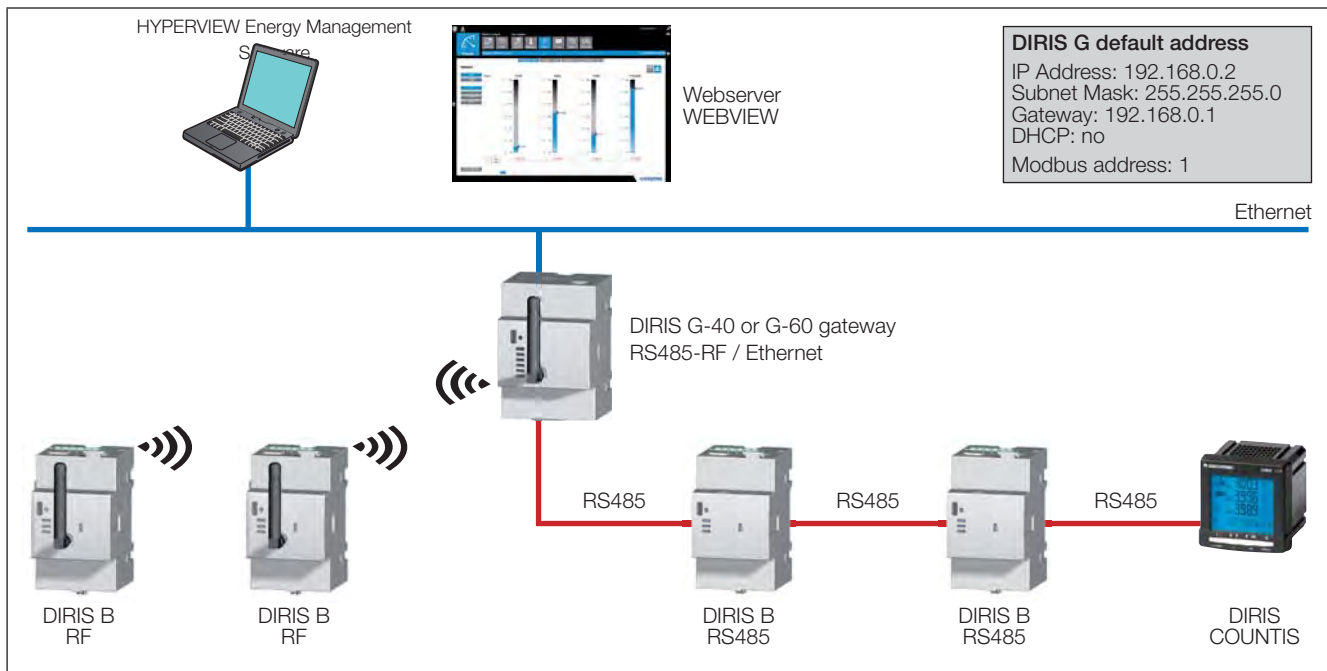 HYPERVIEW Energy Management
Software
Webserver
WEBVIEW
DIRIS G default address
IP Address: 192.168.0.2
Subnet Mask: 255.255.255.0
Gateway: 192.168.0.1
DHCP: no
Modbus address: 1
Ethernet
DIRIS G-40 or G-60 gateway
RS485-RF / Ethernet
RS485
RS485
RS485
DIRIS B
RF
DIRIS B
RF
DIRIS B
RS485
DIRIS B
RS485
DIRIS
COUNTIS